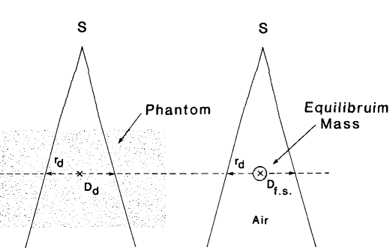 S
S
Phantom
Equilibruim
Mass
r_d
D_d
r_d
D_f.s.
Air